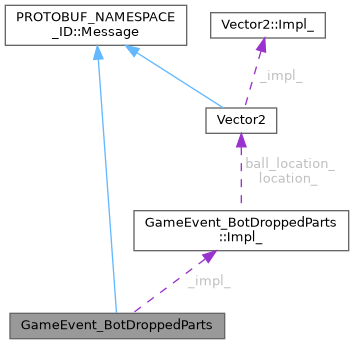 PROTOBUF_NAMESPACE
_ID::Message
Vector2::Impl_
_impl_
Vector2
ball_location_
location_
GameEvent_BotDroppedParts
::Impl_
_impl_
GameEvent_BotDroppedParts